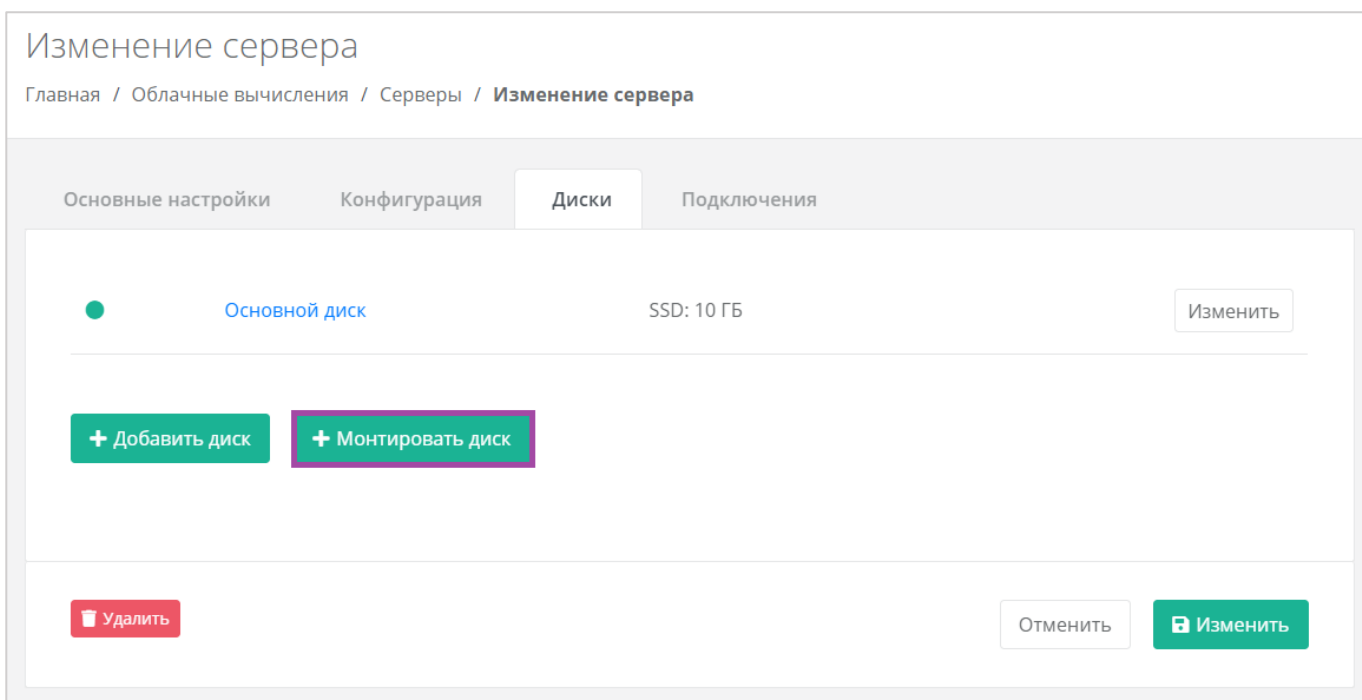 Изменение сервера
Главная / Облачные вычисления / Серверы / Изменение сервера
Основные настройки Конфигурация Диски Подключения
Основной диск SSD: 10 ГБ Изменить
+ Добавить диск + Монтировать диск
Удалить Отменить Изменить